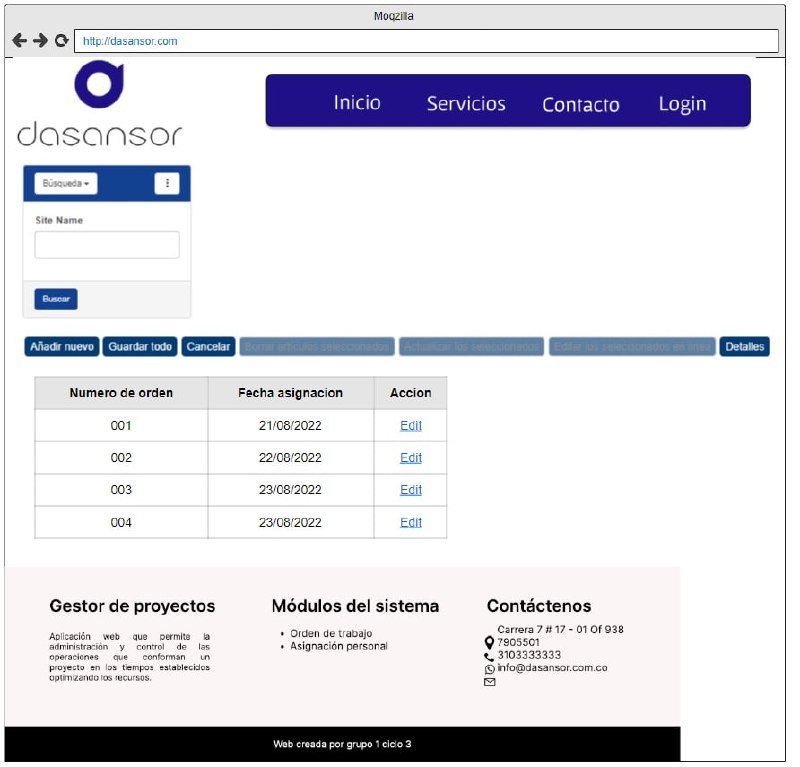 Moqzilla
http://dasansor.com
dasansor
Inicio Servicios Contacto Login
Búsqueda
Site Name
Buscar
Añadir nuevo Guardar todo Cancelar Borrar artículos seleccionados Actualizar los seleccionados Editar los seleccionados en línea Detalles
Numero de orden Fecha asignacion Accion
001 21/08/2022 Edit
002 22/08/2022 Edit
003 23/08/2022 Edit
004 23/08/2022 Edit
Gestor de proyectos
Aplicación web que permite la
administración y control de las
operaciones que conforman un
proyecto en los tiempos establecidos
optimizando los recursos.
Módulos del sistema
• Orden de trabajo
• Asignación personal
Contáctenos
Carrera 7 # 17 - 01 Of 938
7905501
3103333333
info@dasansor.com.co
Web creada por grupo 1 ciclo 3